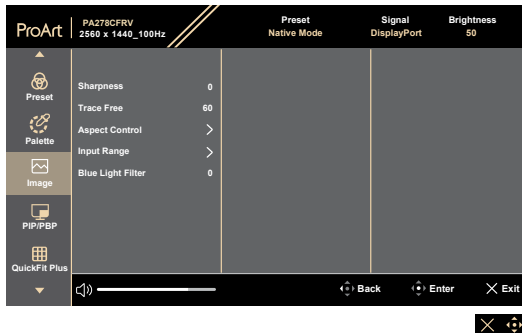 ProArt
PA278CFRV
2560 x 1440_100Hz
Preset
Native Mode
Signal
DisplayPort
Brightness
50
Preset
Palette
Image
PIP/PBP
QuickFit Plus
Sharpness 0
Trace Free 60
Aspect Control
Input Range
Blue Light Filter 0
Back
Enter
Exit